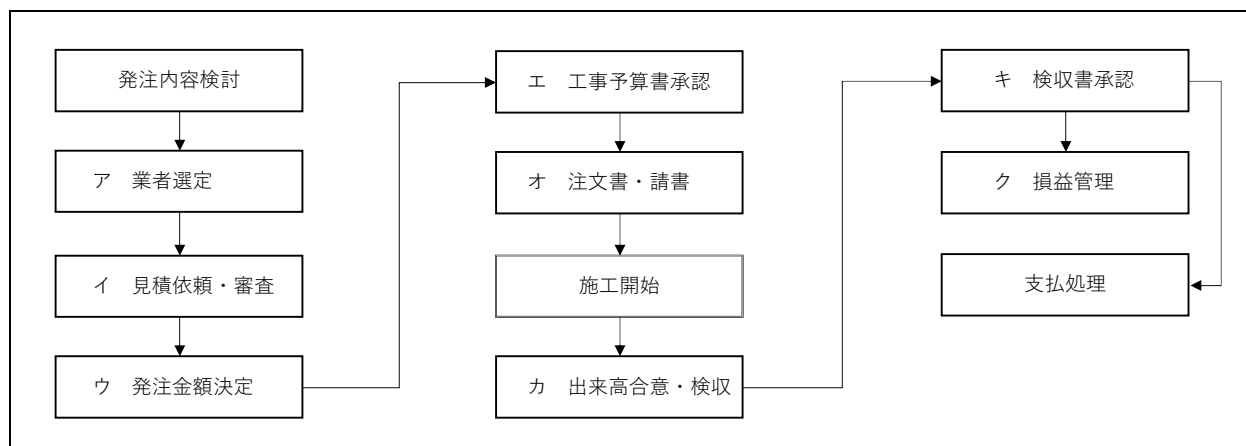 発注内容検討
ア　業者選定
イ　見積依頼・審査
ウ　発注金額決定
エ　工事予算書承認
オ　注文書・請書
施工開始
カ　出来高合意・検収
キ　検収書承認
ク　損益管理
支払処理